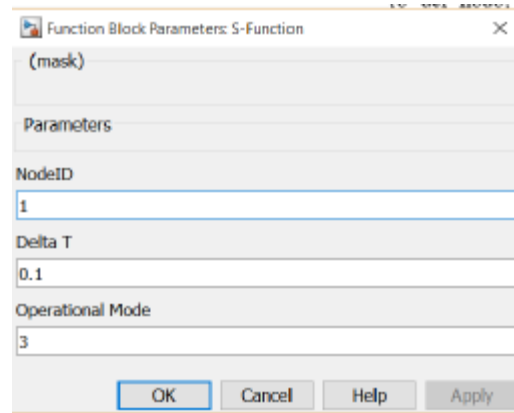 Function Block Parameters: S-Function
(mask)
Parameters
NodeID
1
Delta T
0.1
Operational Mode
3
OK
Cancel
Help
Apply